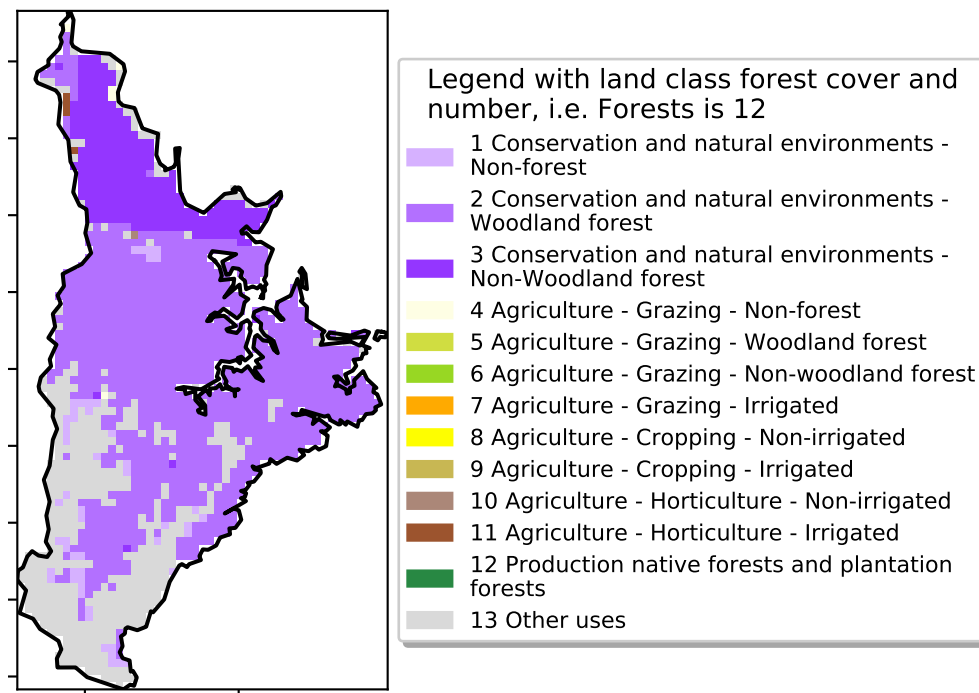 Legend with land class forest cover and
number, i.e. Forests is 12
1 Conservation and natural environments -
Non-forest
2 Conservation and natural environments -
Woodland forest
3 Conservation and natural environments -
Non-Woodland forest
4 Agriculture - Grazing - Non-forest
5 Agriculture - Grazing - Woodland forest
6 Agriculture - Grazing - Non-woodland forest
7 Agriculture - Grazing - Irrigated
8 Agriculture - Cropping - Non-irrigated
9 Agriculture - Cropping - Irrigated
10 Agriculture - Horticulture - Non-irrigated
11 Agriculture - Horticulture - Irrigated
12 Production native forests and plantation
forests
13 Other uses